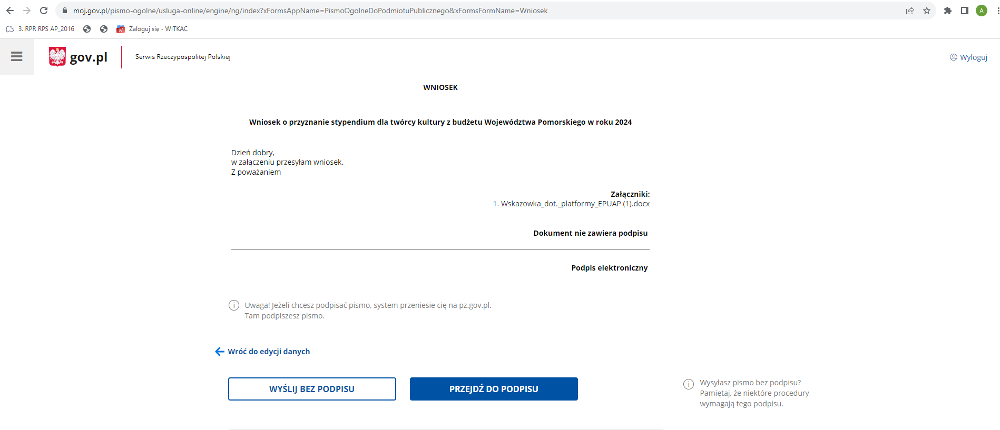 moj.gov.pl/pismo-ogolne/usluga-online/engine/ng/index?xFormsAppName=PismoOgolneDoPodmiotuPublicznego&xFormsFormName=Wniosek
A
3. RPR RPS AP_2016
Zaloguj się - WITKAC
gov.pl
Serwis Rzeczypospolitej Polskiej
Wyloguj
WNIOSEK
Wniosek o przyznanie stypendium dla twórcy kultury z budżetu Województwa Pomorskiego w roku 2024
Dzień dobry,
w załączeniu przesyłam wniosek.
Z poważaniem
Załączniki:
1. Wskazowka_dot._platformy_EPUAP (1).docx
Dokument nie zawiera podpisu
Podpis elektroniczny
Uwaga! Jeżeli chcesz podpisać pismo, system przeniesie cię na pz.gov.pl.
Tam podpiszesz pismo.
Wróć do edycji danych
WYŚLIJ BEZ PODPISU
PRZEJDŹ DO PODPISU
Wysyłasz pismo bez podpisu?
Pamiętaj, że niektóre procedury
wymagają tego podpisu.